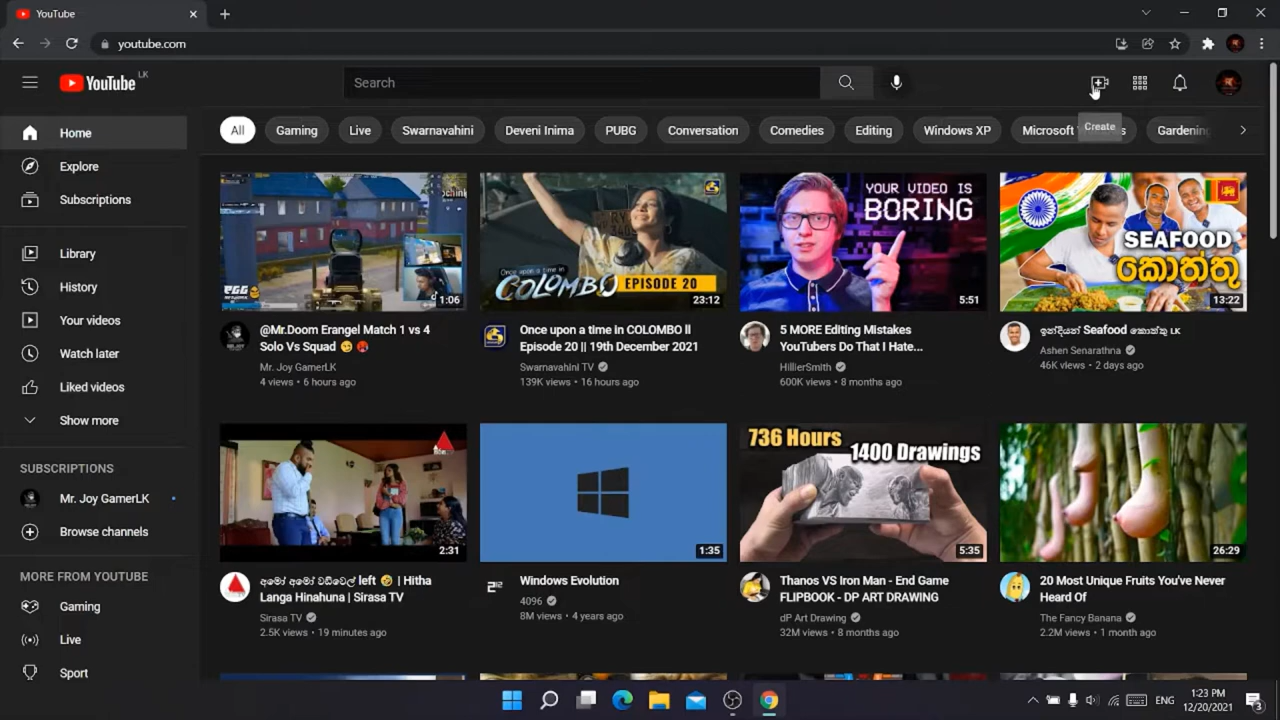 YouTube
youtube.com
YouTube LK
Search
Create
All
Gaming
Live
Swarnavahini
Deveni Inima
PUBG
Conversation
Comedies
Editing
Windows XP
Microsoft
Gardening
Home
Explore
Subscriptions
Library
History
Your videos
Watch later
Liked videos
Show more
SUBSCRIPTIONS
Mr. Joy GamerLK
Browse channels
MORE FROM YOUTUBE
Gaming
Live
Sport
1:06
@Mr.Doom Erangel Match 1 vs 4
Solo Vs Squad 😏 🥵
Mr. Joy GamerLK
4 views • 6 hours ago
Once upon a time in
COLOMBO EPISODE 20
23:12
Once upon a time in COLOMBO ll
Episode 20 || 19th December 2021
Swarnavahini TV
139K views • 16 hours ago
YOUR VIDEO IS
BORING
5:51
5 MORE Editing Mistakes
YouTubers Do That I Hate...
HillierSmith
600K views • 8 months ago
SEAFOOD
කොත්තු
13:22
ඉන්දියන් Seafood කොත්තු LK
Ashen Senarathna
46K views • 2 days ago
2:31
අමෝ අමෝ වඩිවෙල් left 🤣 | Hitha
Langa Hinahuna | Sirasa TV
Sirasa TV
2.5K views • 19 minutes ago
1:35
Windows Evolution
4096
8M views • 4 years ago
736 Hours
1400 Drawings
5:35
Thanos VS Iron Man - End Game
FLIPBOOK - DP ART DRAWING
dP Art Drawing
32M views • 8 months ago
26:29
20 Most Unique Fruits You've Never
Heard Of
The Fancy Banana
2.2M views • 1 month ago
ENG
1:23 PM
12/20/2021
3